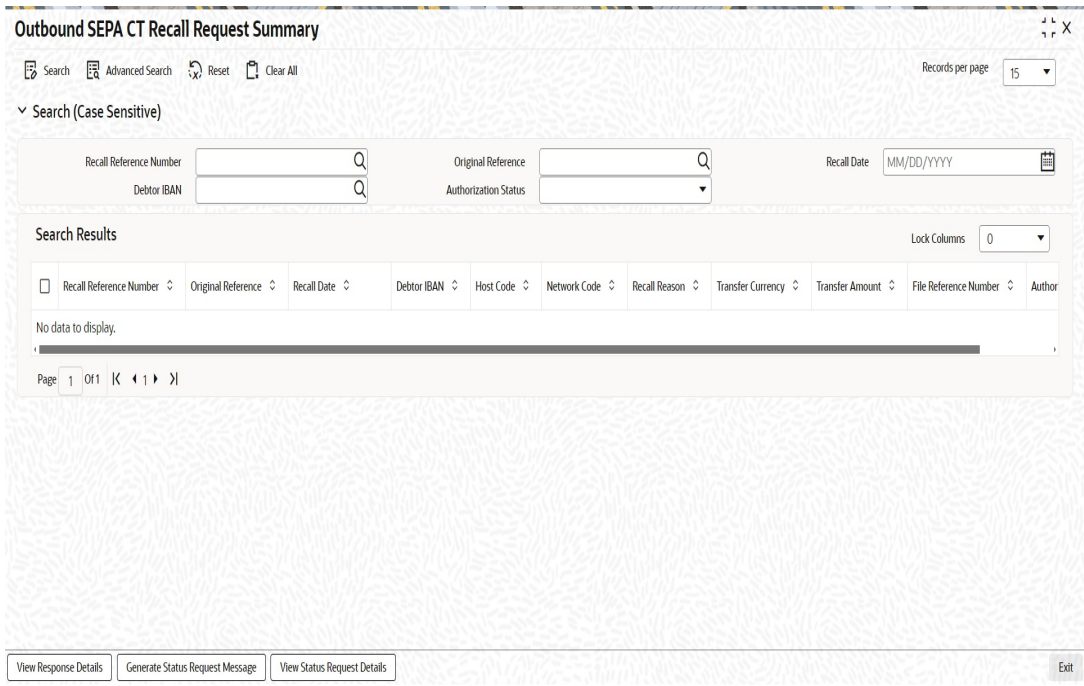 Outbound SEPA CT Recall Request Summary
Search Advanced Search Reset Clear All Records per page 15
Search (Case Sensitive)
Recall Reference Number Original Reference Recall Date MM/DD/YYYY
Debtor IBAN Authorization Status
Search Results Lock Columns 0
Recall Reference Number Original Reference Recall Date Debtor IBAN Host Code Network Code Recall Reason Transfer Currency Transfer Amount File Reference Number Author
No data to display.
Page 1 Of 1 1
View Response Details Generate Status Request Message View Status Request Details Exit